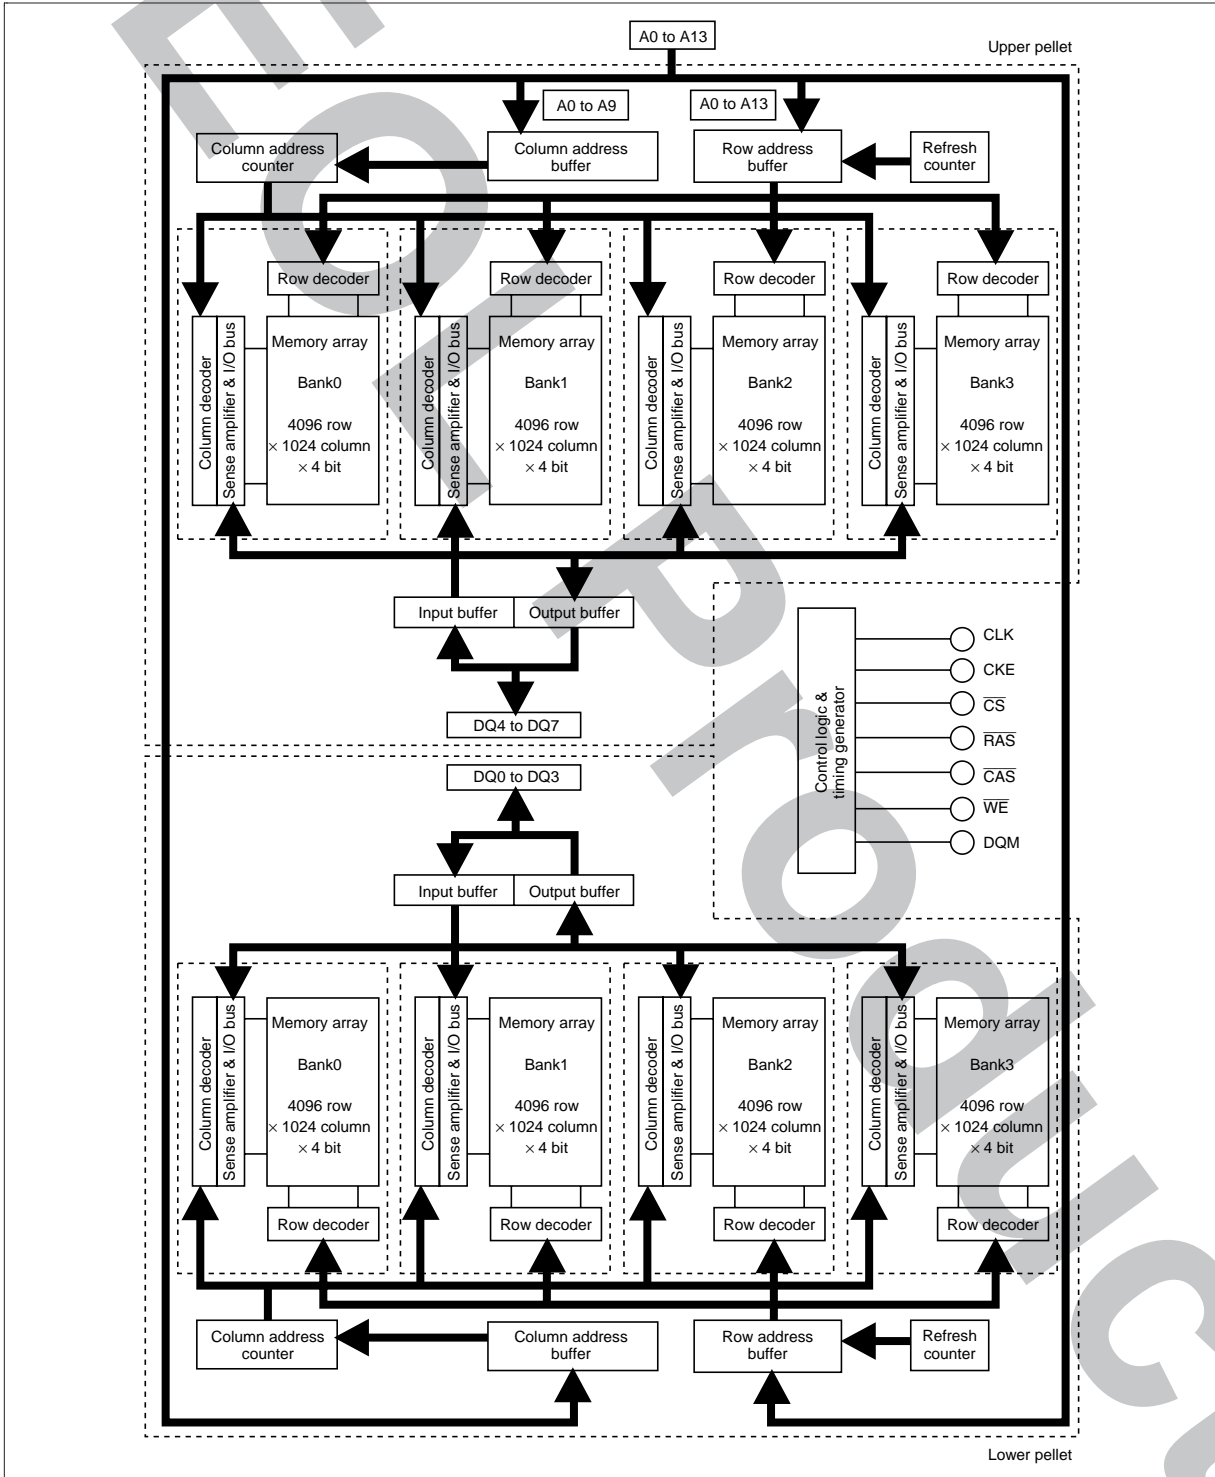 A0 to A13
Upper pellet
A0 to A9
A0 to A13
Column address
counter
Column address
buffer
Row address
buffer
Refresh
counter
Row decoder
Row decoder
Row decoder
Row decoder
Column decoder
Sense amplifier & I/O bus
Memory array
Bank0
4096 row
× 1024 column
× 4 bit
Column decoder
Sense amplifier & I/O bus
Memory array
Bank1
4096 row
× 1024 column
× 4 bit
Column decoder
Sense amplifier & I/O bus
Memory array
Bank2
4096 row
× 1024 column
× 4 bit
Column decoder
Sense amplifier & I/O bus
Memory array
Bank3
4096 row
× 1024 column
× 4 bit
Input buffer
Output buffer
DQ4 to DQ7
Control logic &
timing generator
CLK
CKE
C̅S̅
R̅A̅S̅
C̅A̅S̅
W̅E̅
DQM
DQ0 to DQ3
Input buffer
Output buffer
Column decoder
Sense amplifier & I/O bus
Memory array
Bank0
4096 row
× 1024 column
× 4 bit
Column decoder
Sense amplifier & I/O bus
Memory array
Bank1
4096 row
× 1024 column
× 4 bit
Column decoder
Sense amplifier & I/O bus
Memory array
Bank2
4096 row
× 1024 column
× 4 bit
Column decoder
Sense amplifier & I/O bus
Memory array
Bank3
4096 row
× 1024 column
× 4 bit
Row decoder
Row decoder
Row decoder
Row decoder
Column address
counter
Column address
buffer
Row address
buffer
Refresh
counter
Lower pellet
EOL Produc